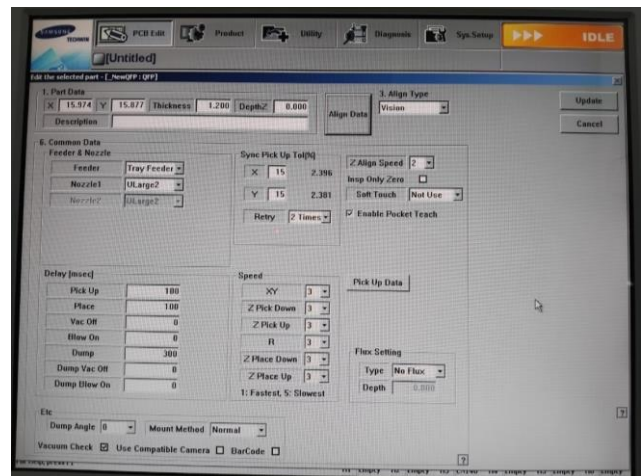 SAMSUNG
TECHWIN
PCB Edit
Product
Utility
Diagnosis
Sys.Setup
IDLE
[Untitled]
Edit the selected part - [_NewQFP : QFP]
1. Part Data
X 15.974 Y 15.877 Thickness 1.200 DepthZ 0.000
Description
Align Data
3. Align Type
Vision
Update
Cancel
6. Common Data
Feeder & Nozzle
Feeder Tray Feeder
Nozzle1 ULarge2
Nozzle2 ULarge2
Sync Pick Up Tol(%)
X 15 2.396
Y 15 2.381
Retry 2 Times
Z Align Speed 2
Insp Only Zero
Soft Touch Not Use
Enable Pocket Teach
Delay [msec]
Pick Up 100
Place 100
Vac Off 0
Blow On 0
Dump 300
Dump Vac Off 0
Dump Blow On 0
Speed
XY 3
Z Pick Down 3
Z Pick Up 3
R 3
Z Place Down 3
Z Place Up 3
1: Fastest, 5: Slowest
Pick Up Data
Flux Setting
Type No Flux
Depth 0.000
Etc
Dump Angle 0 Mount Method Normal
Vacuum Check Use Compatible Camera BarCode
?
?